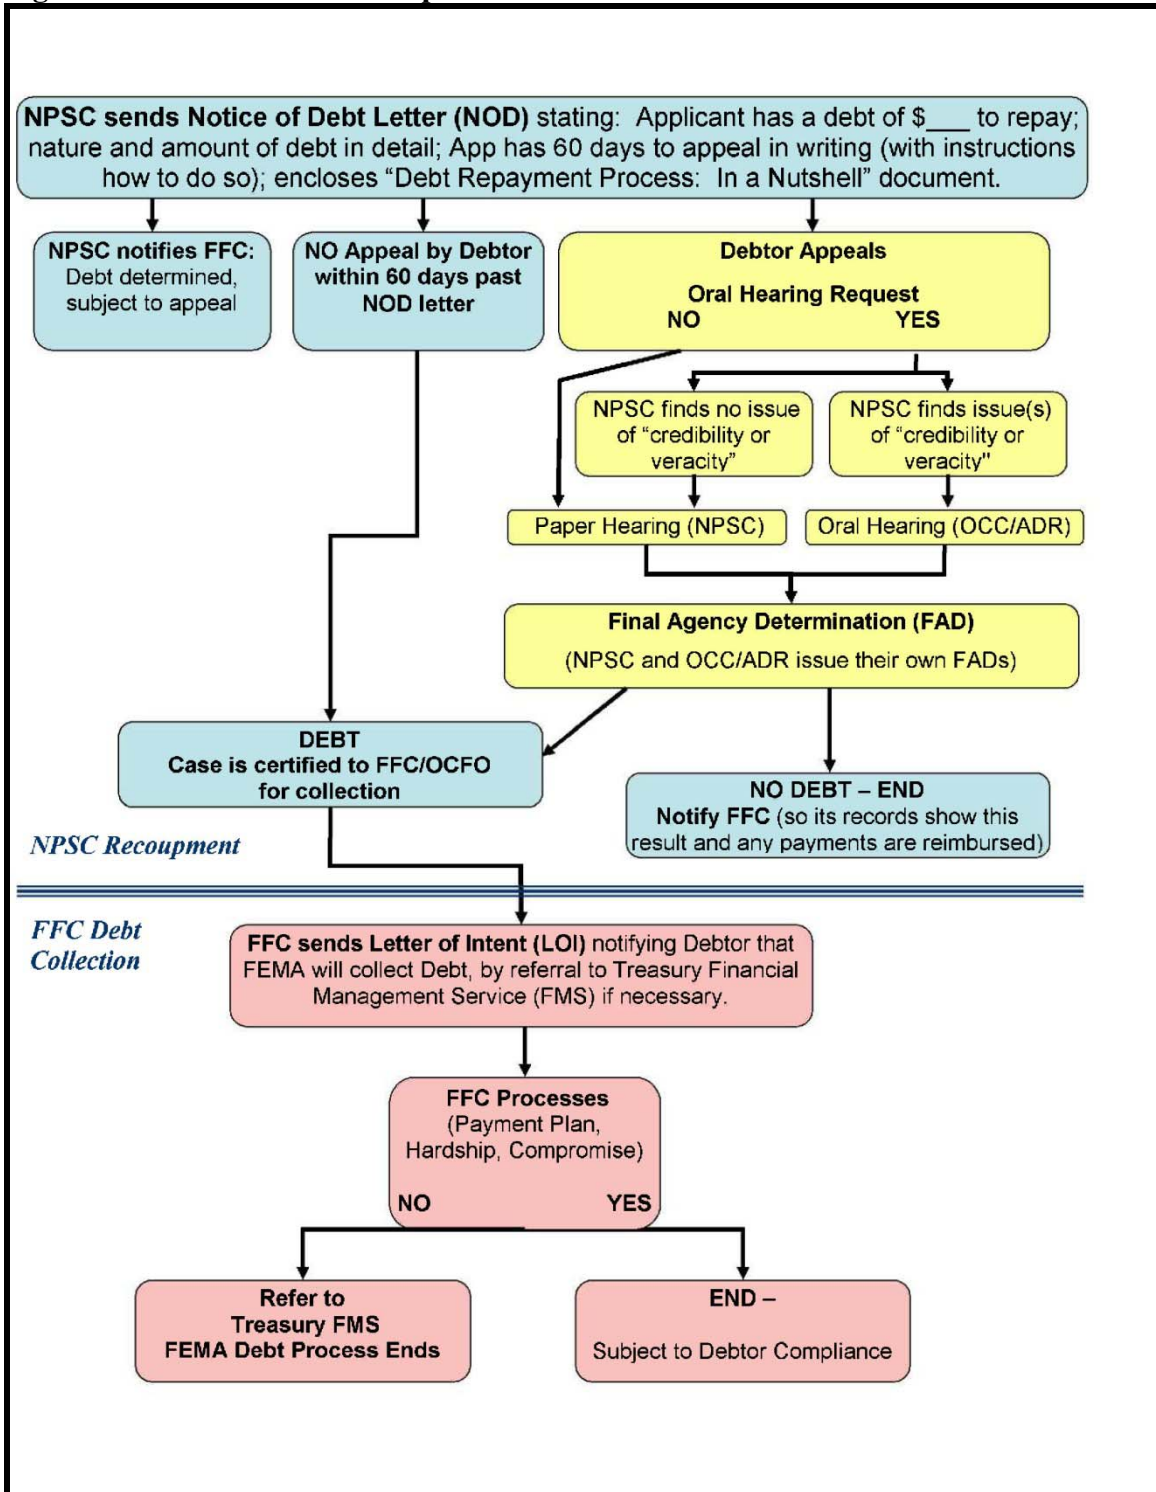 NPSC sends Notice of Debt Letter (NOD) stating: Applicant has a debt of $___ to repay;
nature and amount of debt in detail; App has 60 days to appeal in writing (with instructions
how to do so); encloses “Debt Repayment Process: In a Nutshell” document.
NPSC notifies FFC:
Debt determined,
subject to appeal
NO Appeal by Debtor
within 60 days past
NOD letter
Debtor Appeals
Oral Hearing Request
NO YES
NPSC finds no issue
of “credibility or
veracity”
NPSC finds issue(s)
of “credibility or
veracity"
Paper Hearing (NPSC)
Oral Hearing (OCC/ADR)
Final Agency Determination (FAD)
(NPSC and OCC/ADR issue their own FADs)
DEBT
Case is certified to FFC/OCFO
for collection
NO DEBT – END
Notify FFC (so its records show this
result and any payments are reimbursed)
NPSC Recoupment
FFC Debt
Collection
FFC sends Letter of Intent (LOI) notifying Debtor that
FEMA will collect Debt, by referral to Treasury Financial
Management Service (FMS) if necessary.
FFC Processes
(Payment Plan,
Hardship, Compromise)
NO YES
Refer to
Treasury FMS
FEMA Debt Process Ends
END –
Subject to Debtor Compliance